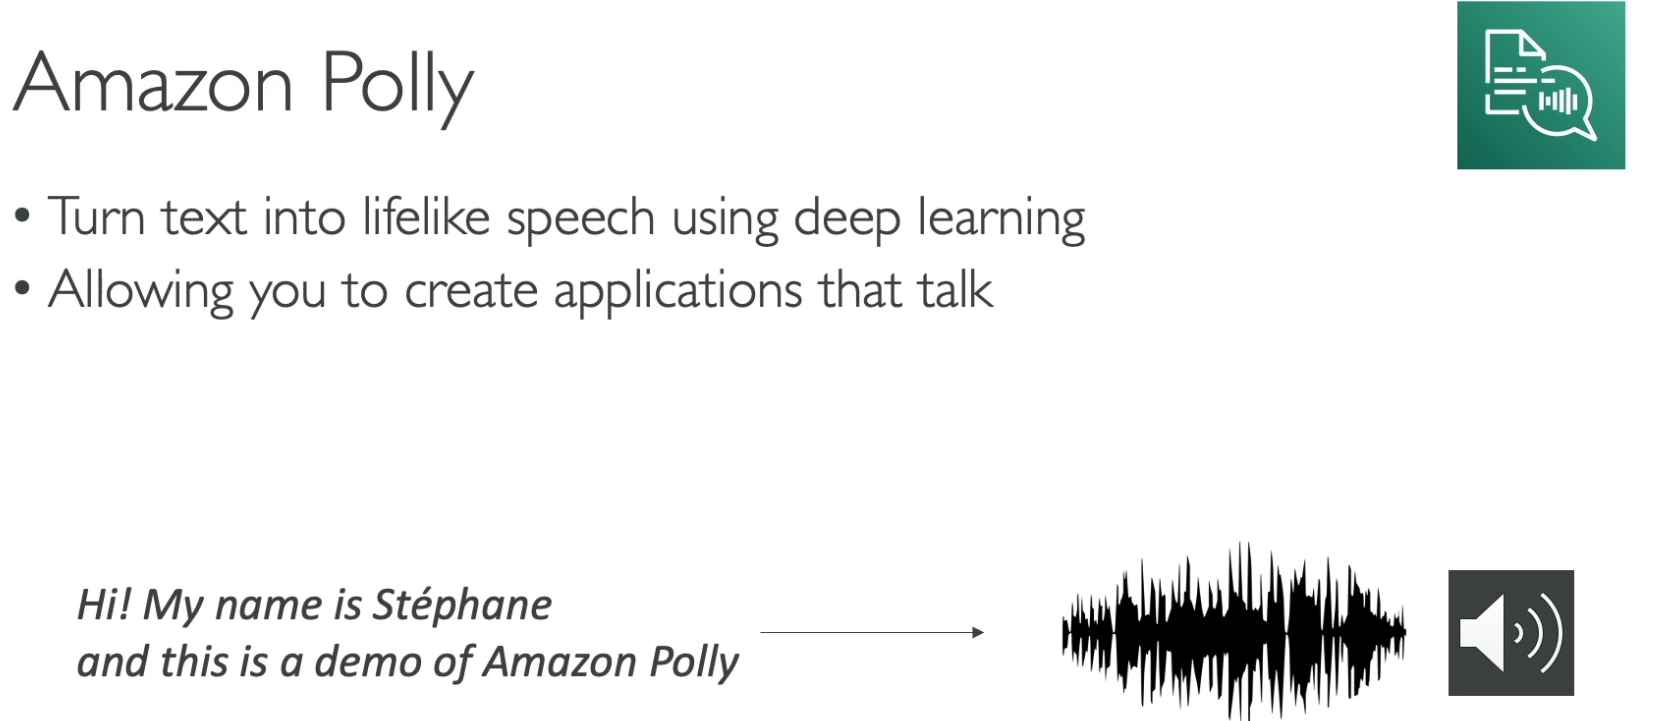 Amazon Polly
• Turn text into lifelike speech using deep learning
• Allowing you to create applications that talk
Hi! My name is Stéphane
and this is a demo of Amazon Polly